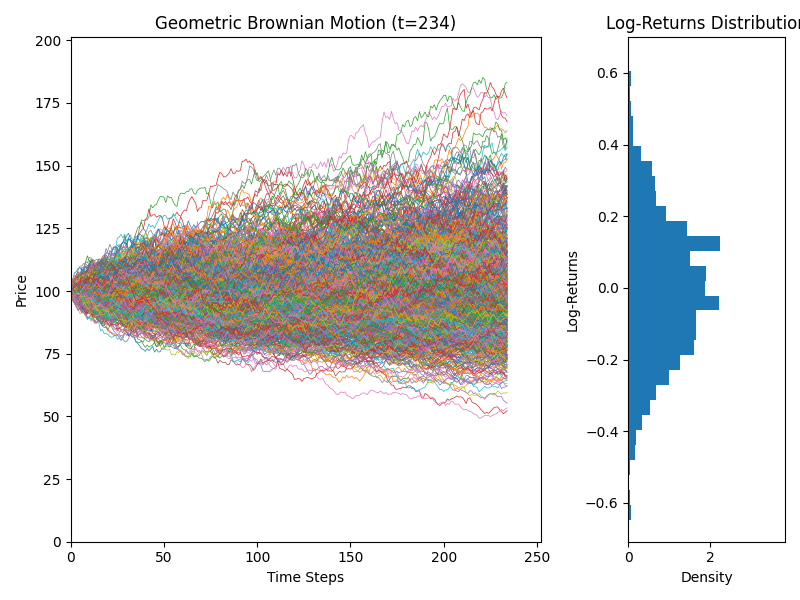 Geometric Brownian Motion (t=234)
Log-Returns Distribution
200
175
150
125
100
75
50
25
0
Price
0 50 100 150 200 250
Time Steps
0.6
0.4
0.2
0.0
−0.2
−0.4
−0.6
Log-Returns
0 2
Density